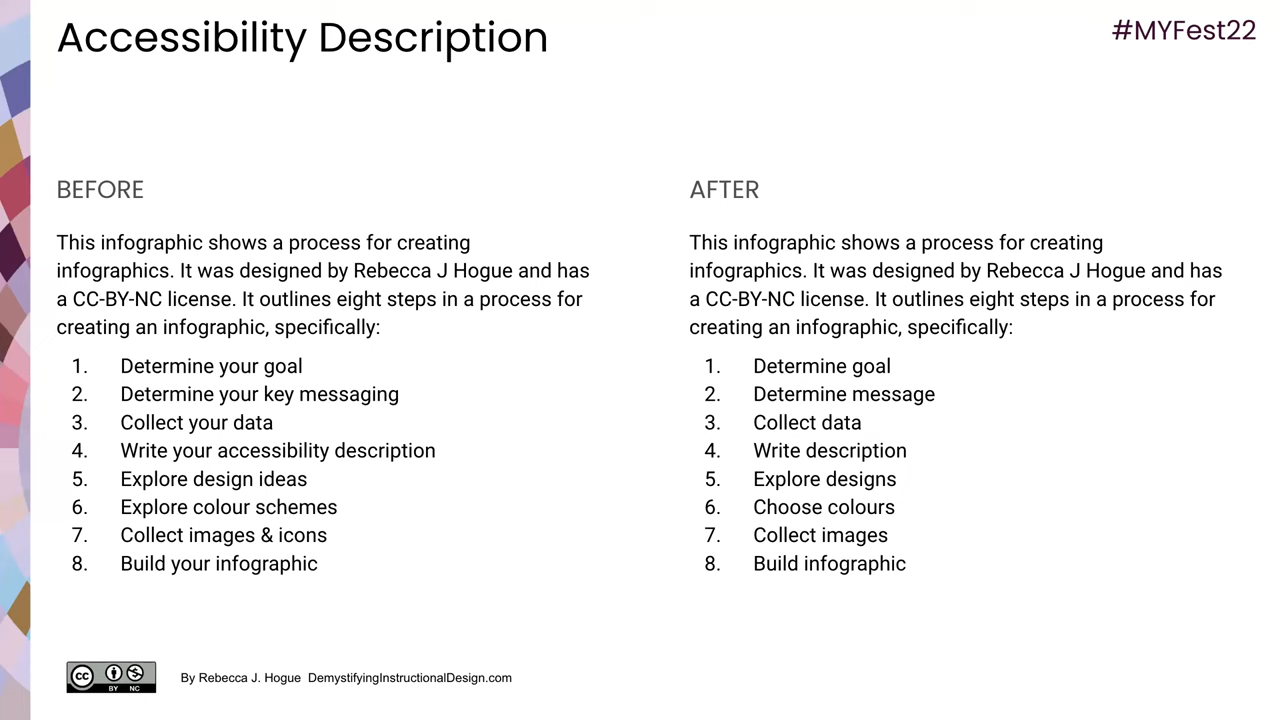 Accessibility Description
#MYFest22
BEFORE
This infographic shows a process for creating
infographics. It was designed by Rebecca J Hogue and has
a CC-BY-NC license. It outlines eight steps in a process for
creating an infographic, specifically:
1. Determine your goal
2. Determine your key messaging
3. Collect your data
4. Write your accessibility description
5. Explore design ideas
6. Explore colour schemes
7. Collect images & icons
8. Build your infographic
AFTER
This infographic shows a process for creating
infographics. It was designed by Rebecca J Hogue and has
a CC-BY-NC license. It outlines eight steps in a process for
creating an infographic, specifically:
1. Determine goal
2. Determine message
3. Collect data
4. Write description
5. Explore designs
6. Choose colours
7. Collect images
8. Build infographic
cc BY NC
By Rebecca J. Hogue DemystifyingInstructionalDesign.com